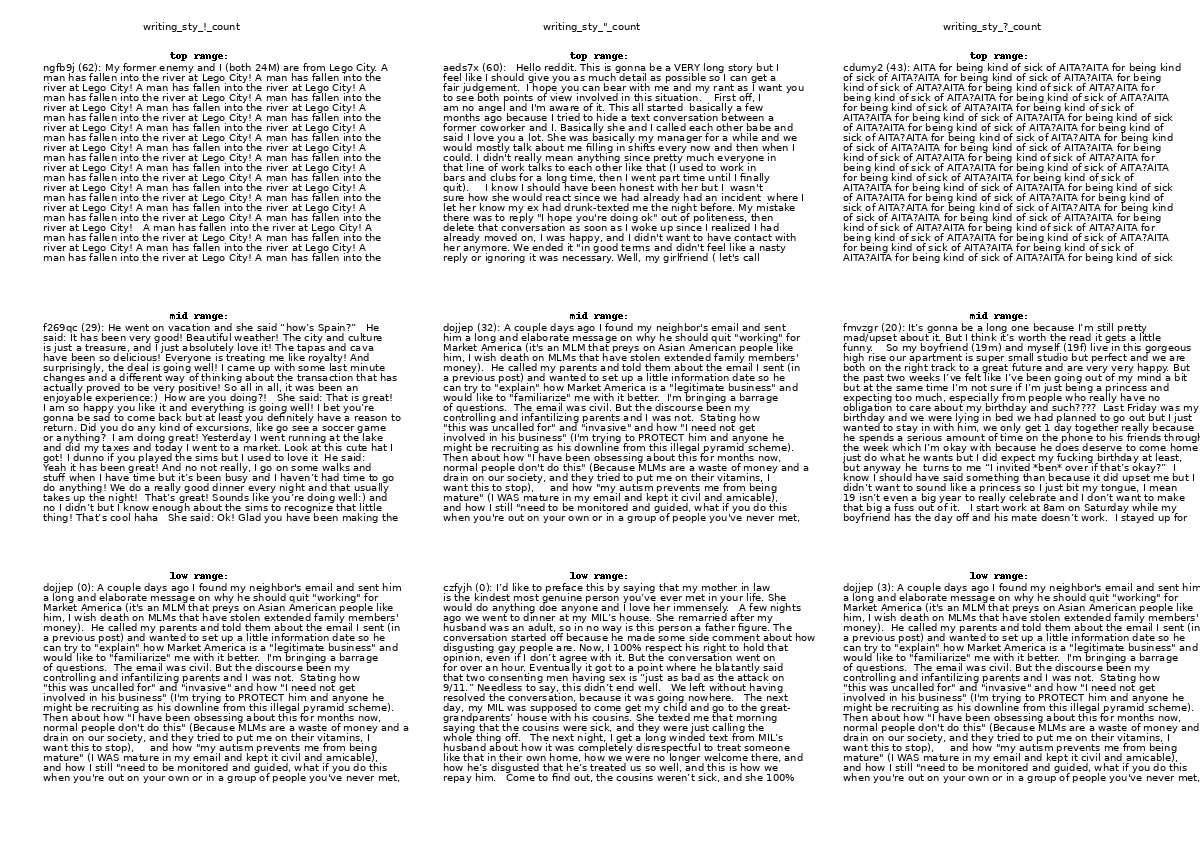 writing_sty_!_count
top range:
ngfb9j (62): My former enemy and I (both 24M) are from Lego City. A
man has fallen into the river at Lego City! A man has fallen into the
river at Lego City! A man has fallen into the river at Lego City! A
man has fallen into the river at Lego City! A man has fallen into the
river at Lego City! A man has fallen into the river at Lego City! A
man has fallen into the river at Lego City! A man has fallen into the
river at Lego City! A man has fallen into the river at Lego City! A
man has fallen into the river at Lego City! A man has fallen into the
river at Lego City! A man has fallen into the river at Lego City! A
man has fallen into the river at Lego City! A man has fallen into the
river at Lego City! A man has fallen into the river at Lego City! A
man has fallen into the river at Lego City! A man has fallen into the
river at Lego City! A man has fallen into the river at Lego City! A
man has fallen into the river at Lego City! A man has fallen into the
river at Lego City!   A man has fallen into the river at Lego City! A
man has fallen into the river at Lego City! A man has fallen into the
river at Lego City! A man has fallen into the river at Lego City! A
man has fallen into the river at Lego City! A man has fallen into the
mid range:
f269qc (29): He went on vacation and she said “how’s Spain?”   He
said: It has been very good! Beautiful weather! The city and culture
is just a treasure, and I just absolutely love it! The tapas and cava
have been so delicious! Everyone is treating me like royalty! And
surprisingly, the deal is going well! I came up with some last minute
changes and a different way of thinking about the transaction that has
actually proved to be very positive! So all in all, it was been an
enjoyable experience:)  How are you doing?!   She said: That is great!
I am so happy you like it and everything is going well! I bet you’re
gonna be sad to come back but at least you definitely have a reason to
return. Did you do any kind of excursions, like go see a soccer game
or anything?  I am doing great! Yesterday I went running at the lake
and did my taxes and today I went to a market. Look at this cute hat I
got! I dunno if you played the sims but I used to love it   He said:
Yeah it has been great! And no not really, I go on some walks and
stuff when I have time but it’s been busy and I haven’t had time to go
do anything! We do a really good dinner every night and that usually
takes up the night!  That’s great! Sounds like you’re doing well:) and
no I didn’t but I know enough about the sims to recognize that little
thing! That’s cool haha   She said: Ok! Glad you have been making the
low range:
dojjep (0): A couple days ago I found my neighbor's email and sent him
a long and elaborate message on why he should quit "working" for
Market America (it's an MLM that preys on Asian American people like
him, I wish death on MLMs that have stolen extended family members'
money).  He called my parents and told them about the email I sent (in
a previous post) and wanted to set up a little information date so he
can try to "explain" how Market America is a "legitimate business" and
would like to "familiarize" me with it better.  I'm bringing a barrage
of questions.  The email was civil. But the discourse been my
controlling and infantilizing parents and I was not.  Stating how
"this was uncalled for" and "invasive" and how "I need not get
involved in his business" (I'm trying to PROTECT him and anyone he
might be recruiting as his downline from this illegal pyramid scheme).
Then about how "I have been obsessing about this for months now,
normal people don't do this" (Because MLMs are a waste of money and a
drain on our society, and they tried to put me on their vitamins, I
want this to stop),     and how "my autism prevents me from being
mature" (I WAS mature in my email and kept it civil and amicable),
and how I still "need to be monitored and guided, what if you do this
when you're out on your own or in a group of people you've never met,
writing_sty_"_count
top range:
aeds7x (60):   Hello reddit. This is gonna be a VERY long story but I
feel like I should give you as much detail as possible so I can get a
fair judgement.  I hope you can bear with me and my rant as I want you
to see both points of view involved in this situation.    First off, I
am no angel and I'm aware of it. This all started  basically a few
months ago because I tried to hide a text conversation between a
former coworker and I. Basically she and I called each other babe and
said I love you a lot. She was basically my manager for a while and we
would mostly talk about me filling in shifts every now and then when I
could. I didn't really mean anything since pretty much everyone in
that line of work talks to each other like that (I used to work in
bars and clubs for a long time, then I went part time until I finally
quit).     I know I should have been honest with her but I  wasn't
sure how she would react since we had already had an incident  where I
let her know my ex had drunk-texted me the night before. My mistake
there was to reply "I hope you're doing ok" out of politeness, then
delete that conversation as soon as I woke up since I realized I had
already moved on, I was happy, and I didn't want to have contact with
her anymore. We ended it "in good terms and didn't feel like a nasty
reply or ignoring it was necessary. Well, my girlfriend ( let's call
mid range:
dojjep (32): A couple days ago I found my neighbor's email and sent
him a long and elaborate message on why he should quit "working" for
Market America (it's an MLM that preys on Asian American people like
him, I wish death on MLMs that have stolen extended family members'
money).  He called my parents and told them about the email I sent (in
a previous post) and wanted to set up a little information date so he
can try to "explain" how Market America is a "legitimate business" and
would like to "familiarize" me with it better.  I'm bringing a barrage
of questions.  The email was civil. But the discourse been my
controlling and infantilizing parents and I was not.  Stating how
"this was uncalled for" and "invasive" and how "I need not get
involved in his business" (I'm trying to PROTECT him and anyone he
might be recruiting as his downline from this illegal pyramid scheme).
Then about how "I have been obsessing about this for months now,
normal people don't do this" (Because MLMs are a waste of money and a
drain on our society, and they tried to put me on their vitamins, I
want this to stop),     and how "my autism prevents me from being
mature" (I WAS mature in my email and kept it civil and amicable),
and how I still "need to be monitored and guided, what if you do this
when you're out on your own or in a group of people you've never met,
low range:
czfyjh (0): I’d like to preface this by saying that my mother in law
is the kindest most genuine person you’ve ever met in your life. She
would do anything doe anyone and I love her immensely.   A few nights
ago we went to dinner at my MIL’s house. She remarried after my
husband was an adult, so in no way is this person a father figure. The
conversation started off because he made some side comment about how
disgusting gay people are. Now, I 100% respect his right to hold that
opinion, even if I don’t agree with it. But the conversation went on
for over an hour. Eventually it got to a point where he blatantly said
that two consenting men having sex is “just as bad as the attack on
9/11.” Needless to say, this didn’t end well.   We left without having
resolved the conversation, because it was going nowhere.   The next
day, my MIL was supposed to come get my child and go to the great-
grandparents’ house with his cousins. She texted me that morning
saying that the cousins were sick, and they were just calling the
whole thing off.   The next night, I get a long winded text from MIL’s
husband about how it was completely disrespectful to treat someone
like that in their own home, how we were no longer welcome there, and
how he’s disgusted that he’s treated us so well, and this is how we
repay him.   Come to find out, the cousins weren’t sick, and she 100%
writing_sty_?_count
top range:
cdumy2 (43): AITA for being kind of sick of AITA?AITA for being kind
of sick of AITA?AITA for being kind of sick of AITA?AITA for being
kind of sick of AITA?AITA for being kind of sick of AITA?AITA for
being kind of sick of AITA?AITA for being kind of sick of
AITA?AITA for being kind of sick of AITA?AITA for being kind of sick
of AITA?AITA for being kind of sick of AITA?AITA for being kind
of sick of AITA?AITA for being kind of sick of AITA?AITA for being
kind of sick of AITA?AITA for being kind of sick of AITA?AITA
for being kind of sick of AITA?AITA for being kind of sick of
kind of sick of AITA?AITA for being kind of sick of AITA?AITA
for being kind of sick of AITA?AITA for being kind of sick of
AITA?AITA for being kind of sick of AITA?AITA for being kind of sick
of AITA?AITA for being kind of sick of AITA?AITA for being kind
of sick of AITA?AITA for being kind of sick of AITA?AITA for being
kind of sick of AITA?AITA for being kind of sick of AITA?AITA for
of sick of AITA?AITA for being kind of sick of AITA?AITA for being
AITA?AITA for being kind of sick of AITA?AITA for being kind of sick
being kind of sick of AITA?AITA for being kind of sick of AITA?AITA
for being kind of sick of AITA?AITA for being kind of sick of
AITA?AITA for being kind of sick of AITA?AITA for being kind of sick
mid range:
fmvzgr (20): It’s gonna be a long one because I’m still pretty
mad/upset about it. But I think it’s worth the read it gets a little
funny.    So my boyfriend (19m) and myself (19f) live in this gorgeous
high rise our apartment is super small studio but perfect and we are
both on the right track to a great future and are very very happy. But
the past two weeks I’ve felt like I’ve been going out of my mind a bit
but at the same time I’m not sure if I’m just being a princess and
expecting too much, especially from people who really have no
obligation to care about my birthday and such????  Last Friday was my
birthday and we were lying in bed we had planned to go out but I just
wanted to stay in with him, we only get 1 day together really because
he spends a serious amount of time on the phone to his friends through
the week which I’m okay with because he does deserve to come home
just do what he wants but I did expect my fucking birthday at least,
but anyway he  turns to me “I invited *ben* over if that’s okay?”  I
know I should have said something than because it did upset me but I
didn’t want to sound like a princess so I just bit my tongue, I mean
19 isn’t even a big year to really celebrate and I don’t want to make
that big a fuss out of it.   I start work at 8am on Saturday while my
boyfriend has the day off and his mate doesn’t work.  I stayed up for
low range:
dojjep (3): A couple days ago I found my neighbor's email and sent him
a long and elaborate message on why he should quit "working" for
Market America (it's an MLM that preys on Asian American people like
him, I wish death on MLMs that have stolen extended family members'
money).  He called my parents and told them about the email I sent (in
a previous post) and wanted to set up a little information date so he
can try to "explain" how Market America is a "legitimate business" and
would like to "familiarize" me with it better.  I'm bringing a barrage
of questions.  The email was civil. But the discourse been my
controlling and infantilizing parents and I was not.  Stating how
"this was uncalled for" and "invasive" and how "I need not get
involved in his business" (I'm trying to PROTECT him and anyone he
might be recruiting as his downline from this illegal pyramid scheme).
Then about how "I have been obsessing about this for months now,
normal people don't do this" (Because MLMs are a waste of money and a
drain on our society, and they tried to put me on their vitamins, I
want this to stop),     and how "my autism prevents me from being
mature" (I WAS mature in my email and kept it civil and amicable),
and how I still "need to be monitored and guided, what if you do this
when you're out on your own or in a group of people you've never met,